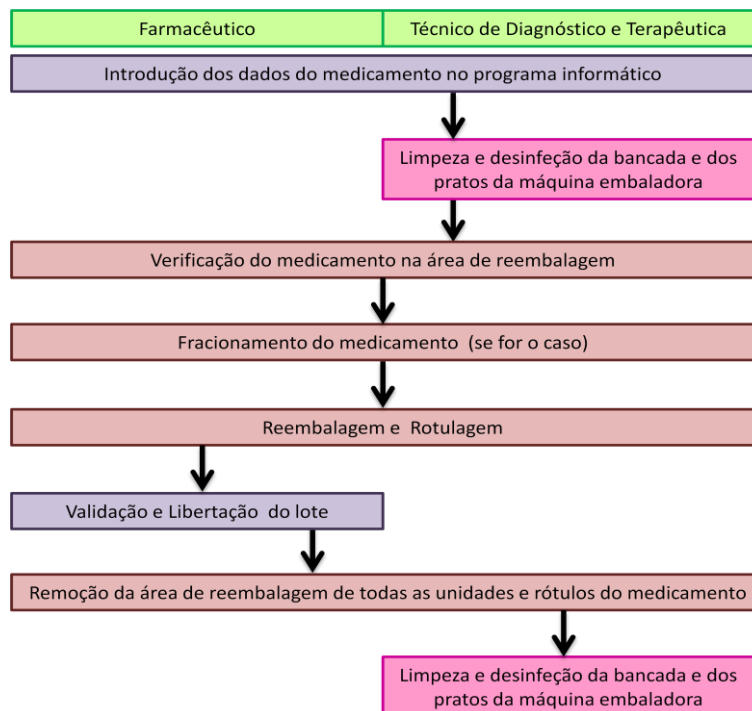 Farmacêutico
Técnico de Diagnóstico e Terapêutica
Introdução dos dados do medicamento no programa informático
Limpeza e desinfeção da bancada e dos
pratos da máquina embaladora
Verificação do medicamento na área de reembalagem
Fracionamento do medicamento (se for o caso)
Reembalagem e Rotulagem
Validação e Libertação do lote
Remoção da área de reembalagem de todas as unidades e rótulos do medicamento
Limpeza e desinfeção da bancada e dos
pratos da máquina embaladora